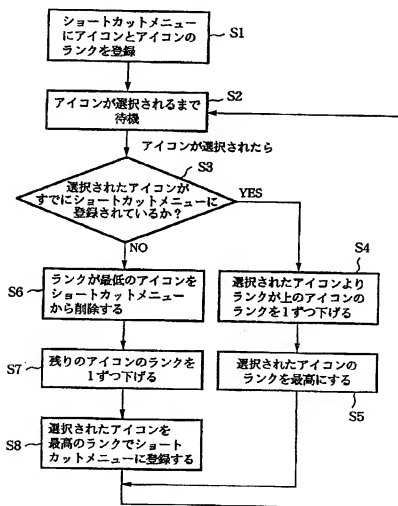 ショートカットメニュー
にアイコンとアイコンの
ランクを登録
S1
S2
アイコンが選択されるまで
待機
アイコンが選択されたら
S3
選択されたアイコンが
すでにショートカットメニューに
登録されているか?
YES
NO
S4
選択されたアイコンより
ランクが上のアイコンの
ランクを1ずつ下げる
S6
ランクが最低のアイコンを
ショートカットメニュー
から削除する
S7
残りのアイコンのランクを
1ずつ下げる
選択されたアイコンの
ランクを最高にする
S5
S8
選択されたアイコンを
最高のランクでショート
カットメニューに登録する